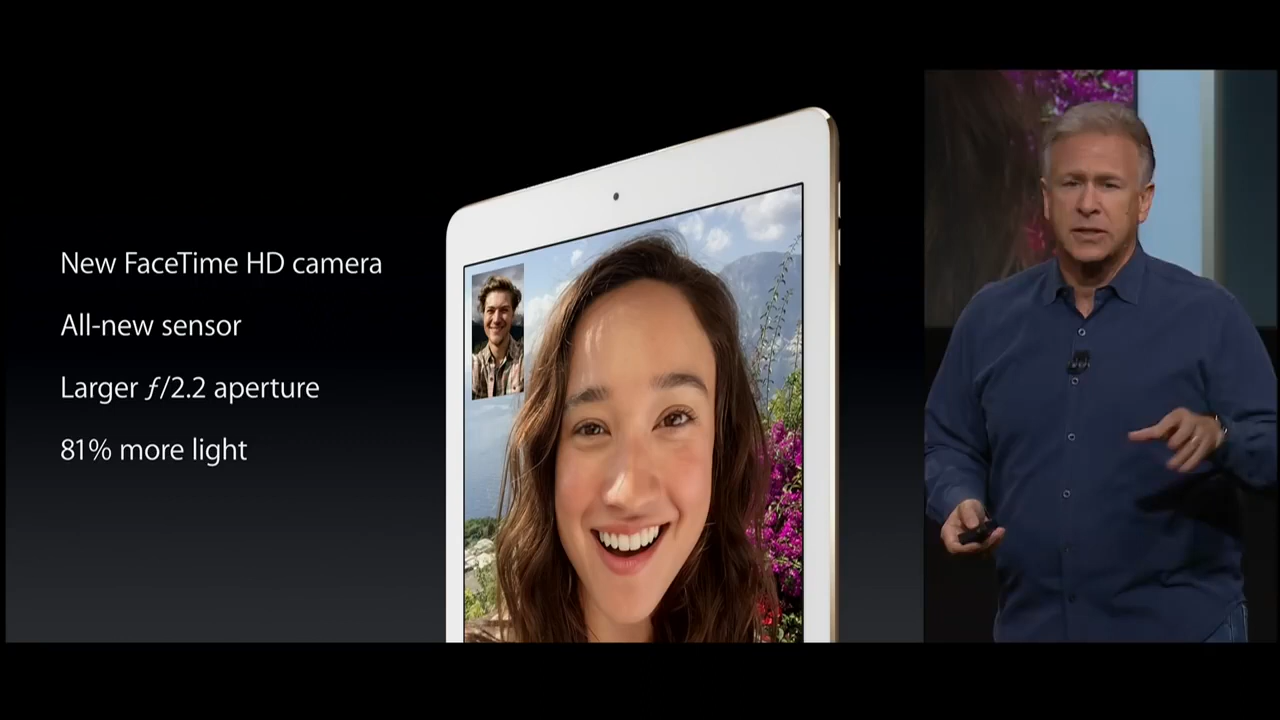 New FaceTime HD camera
All-new sensor
Larger ƒ/2.2 aperture
81% more light